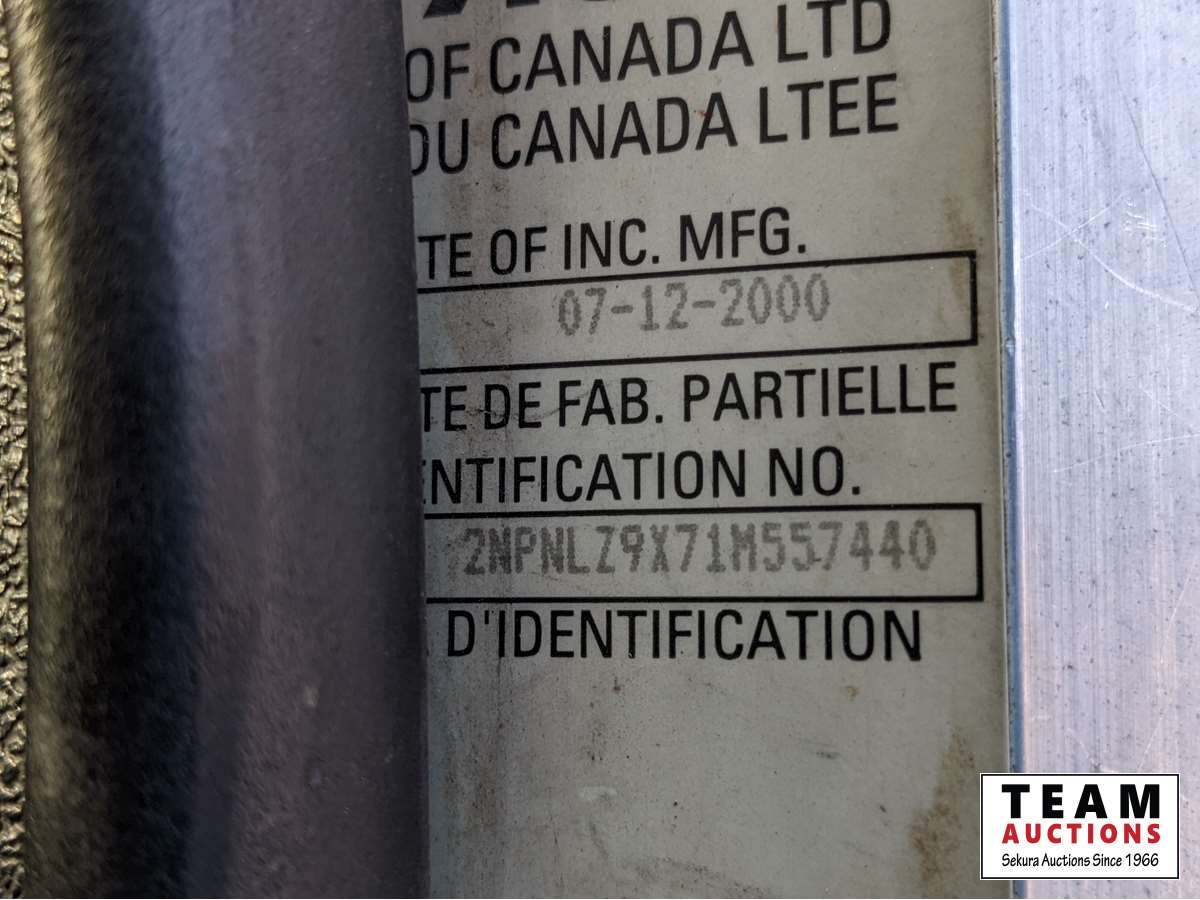 OF CANADA LTD
DU CANADA LTEE
TE OF INC. MFG.
07-12-2000
TE DE FAB. PARTIELLE
ENTIFICATION NO.
2NPNLZ9X71M557440
D'IDENTIFICATION
TEAM
AUCTIONS
Sekura Auctions Since 1966